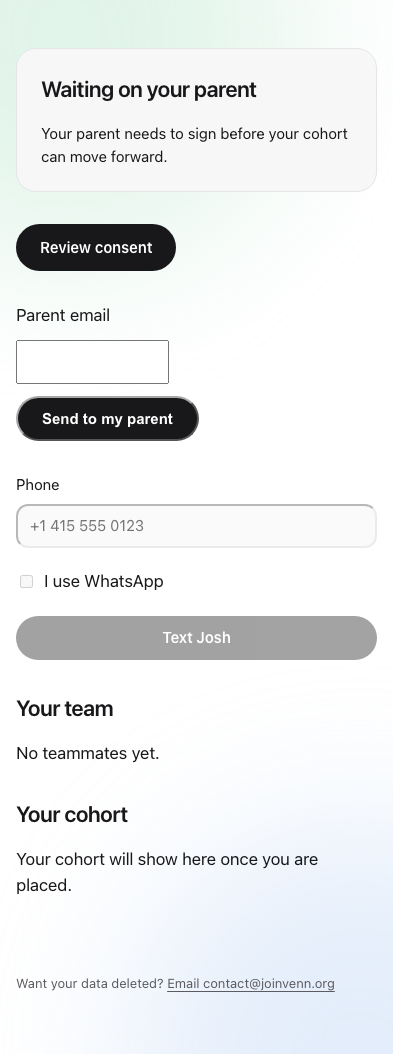 Waiting on your parent
Your parent needs to sign before your cohort
can move forward.
Review consent
Parent email
Send to my parent
Phone
+1 415 555 0123
I use WhatsApp
Text Josh
Your team
No teammates yet.
Your cohort
Your cohort will show here once you are
placed.
Want your data deleted? Email contact@joinvenn.org